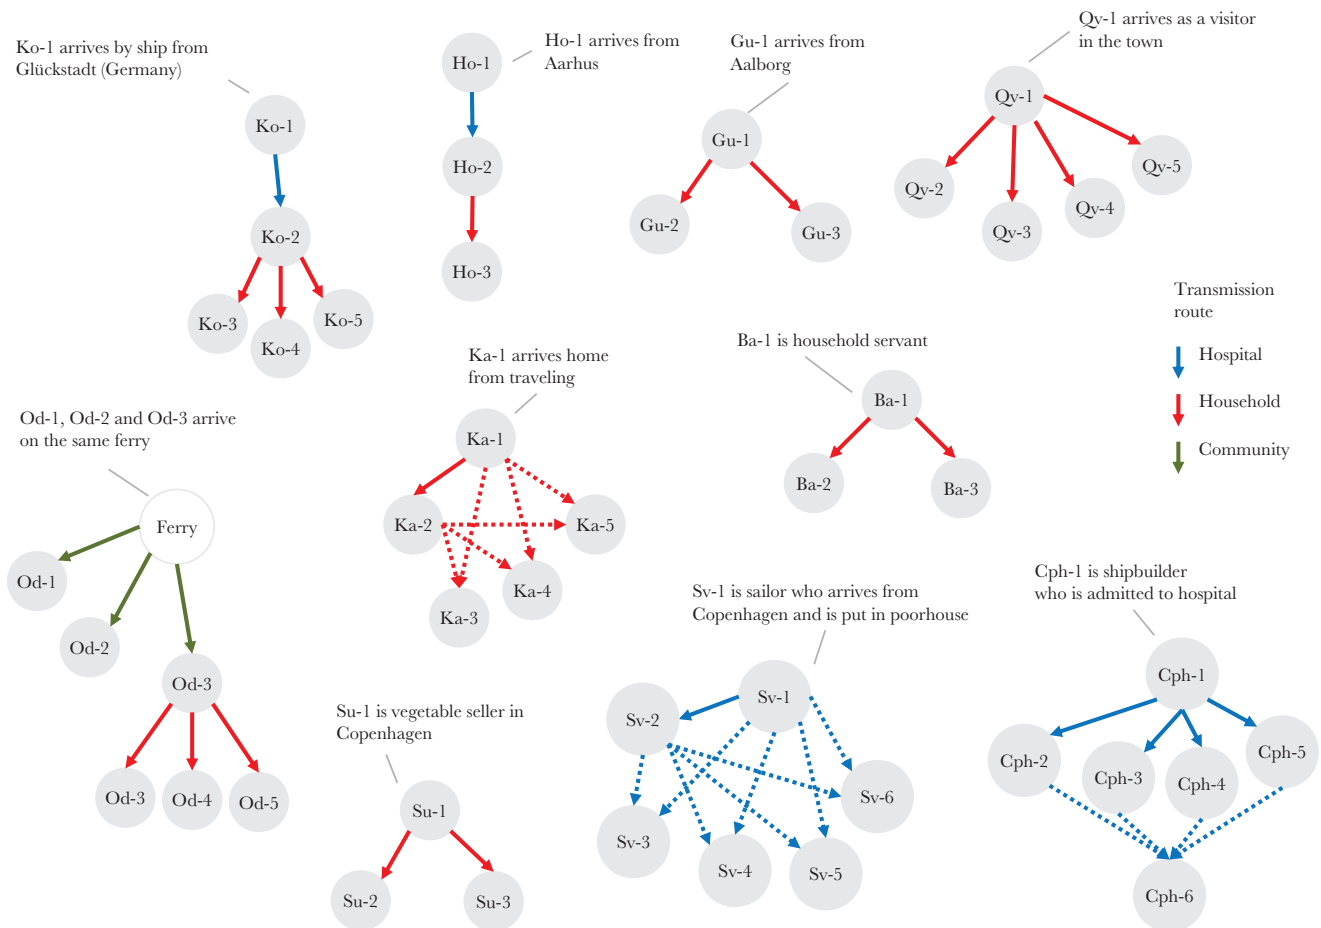 Ko-1 arrives by ship from
Glückstadt (Germany)
Ko-1
Ko-2
Ko-3
Ko-4
Ko-5
Ho-1 arrives from
Aarhus
Ho-1
Ho-2
Ho-3
Gu-1 arrives from
Aalborg
Gu-1
Gu-2
Gu-3
Qv-1 arrives as a visitor
in the town
Qv-1
Qv-2
Qv-3
Qv-4
Qv-5
Transmission
route
Hospital
Household
Community
Od-1, Od-2 and Od-3 arrive
on the same ferry
Ferry
Od-1
Od-2
Od-3
Od-3
Od-4
Od-5
Ka-1 arrives home
from traveling
Ka-1
Ka-2
Ka-3
Ka-4
Ka-5
Ba-1 is household servant
Ba-1
Ba-2
Ba-3
Su-1 is vegetable seller in
Copenhagen
Su-1
Su-2
Su-3
Sv-1 is sailor who arrives from
Copenhagen and is put in poorhouse
Sv-1
Sv-2
Sv-3
Sv-4
Sv-5
Sv-6
Cph-1 is shipbuilder
who is admitted to hospital
Cph-1
Cph-2
Cph-3
Cph-4
Cph-5
Cph-6